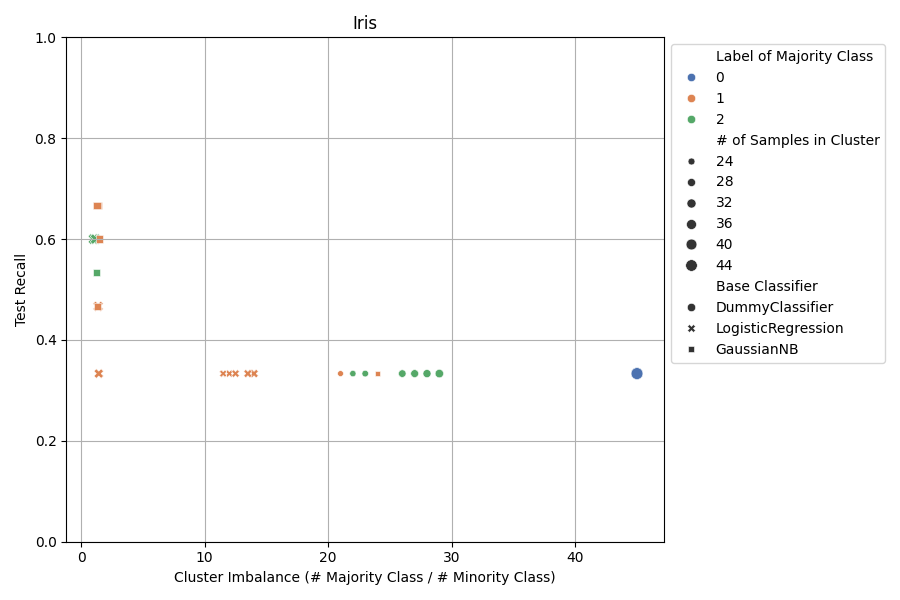 Iris
Test Recall
1.0
0.8
0.6
0.4
0.2
0.0
0 10 20 30 40
Cluster Imbalance (# Majority Class / # Minority Class)
Label of Majority Class
0
1
2
# of Samples in Cluster
24
28
32
36
40
44
Base Classifier
DummyClassifier
LogisticRegression
GaussianNB